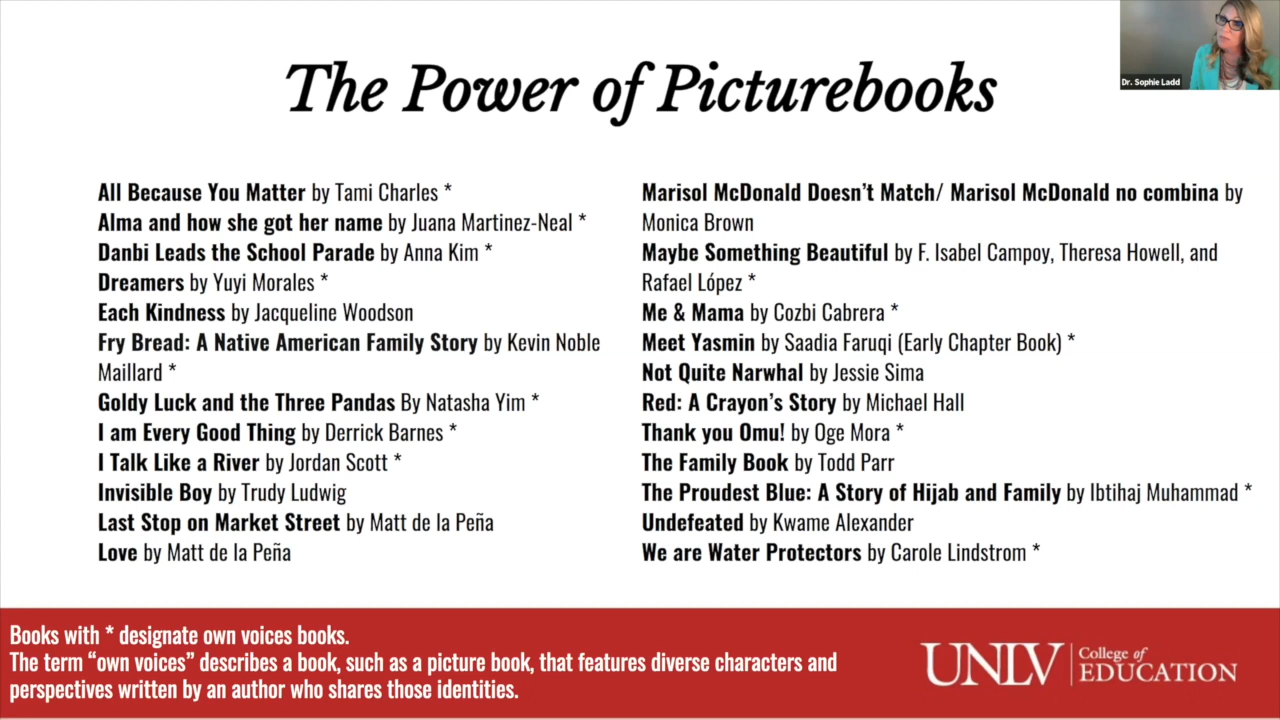 The Power of Picturebooks
Dr. Sophie Ladd
All Because You Matter by Tami Charles *
Alma and how she got her name by Juana Martinez-Neal *
Danbi Leads the School Parade by Anna Kim *
Dreamers by Yuyi Morales *
Each Kindness by Jacqueline Woodson
Fry Bread: A Native American Family Story by Kevin Noble
Maillard *
Goldy Luck and the Three Pandas By Natasha Yim *
I am Every Good Thing by Derrick Barnes *
I Talk Like a River by Jordan Scott *
Invisible Boy by Trudy Ludwig
Last Stop on Market Street by Matt de la Peña
Love by Matt de la Peña
Marisol McDonald Doesn’t Match/ Marisol McDonald no combina by
Monica Brown
Maybe Something Beautiful by F. Isabel Campoy, Theresa Howell, and
Rafael López *
Me & Mama by Cozbi Cabrera *
Meet Yasmin by Saadia Faruqi (Early Chapter Book) *
Not Quite Narwhal by Jessie Sima
Red: A Crayon’s Story by Michael Hall
Thank you Omu! by Oge Mora *
The Family Book by Todd Parr
The Proudest Blue: A Story of Hijab and Family by Ibtihaj Muhammad *
Undefeated by Kwame Alexander
We are Water Protectors by Carole Lindstrom *
Books with * designate own voices books.
The term “own voices” describes a book, such as a picture book, that features diverse characters and
perspectives written by an author who shares those identities.
UNLV College of
EDUCATION